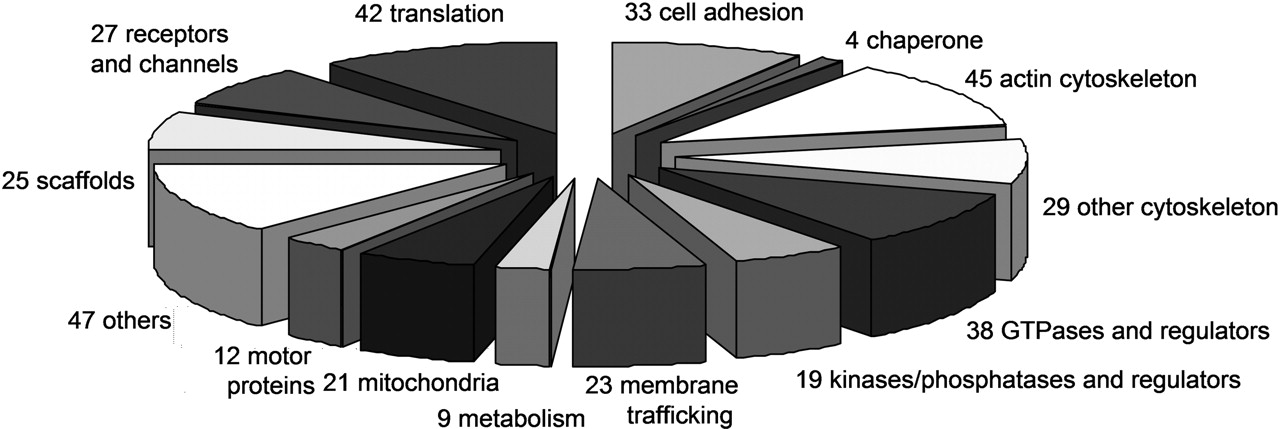 42 translation
33 cell adhesion
27 receptors
and channels
4 chaperone
45 actin cytoskeleton
25 scaffolds
29 other cytoskeleton
47 others
38 GTPases and regulators
12 motor
proteins
21 mitochondria
23 membrane
trafficking
19 kinases/phosphatases and regulators
9 metabolism